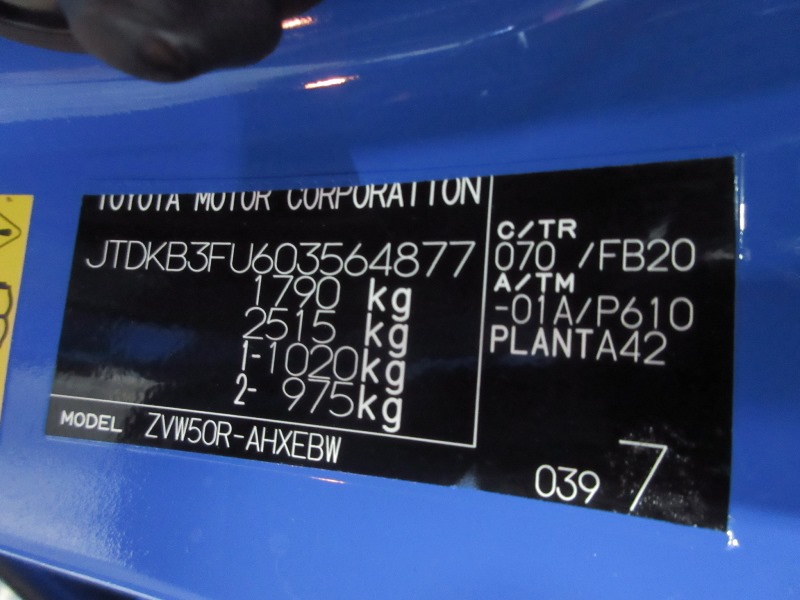 TOYOTA MOTOR CORPORATION
JTDKB3FU603564877
1790 kg
2515 kg
1-1020kg
2- 975kg
MODEL ZVW50R-AHXEBW
C/TR
070 /FB20
A/TM
-01A/P610
PLANTA42
039 7